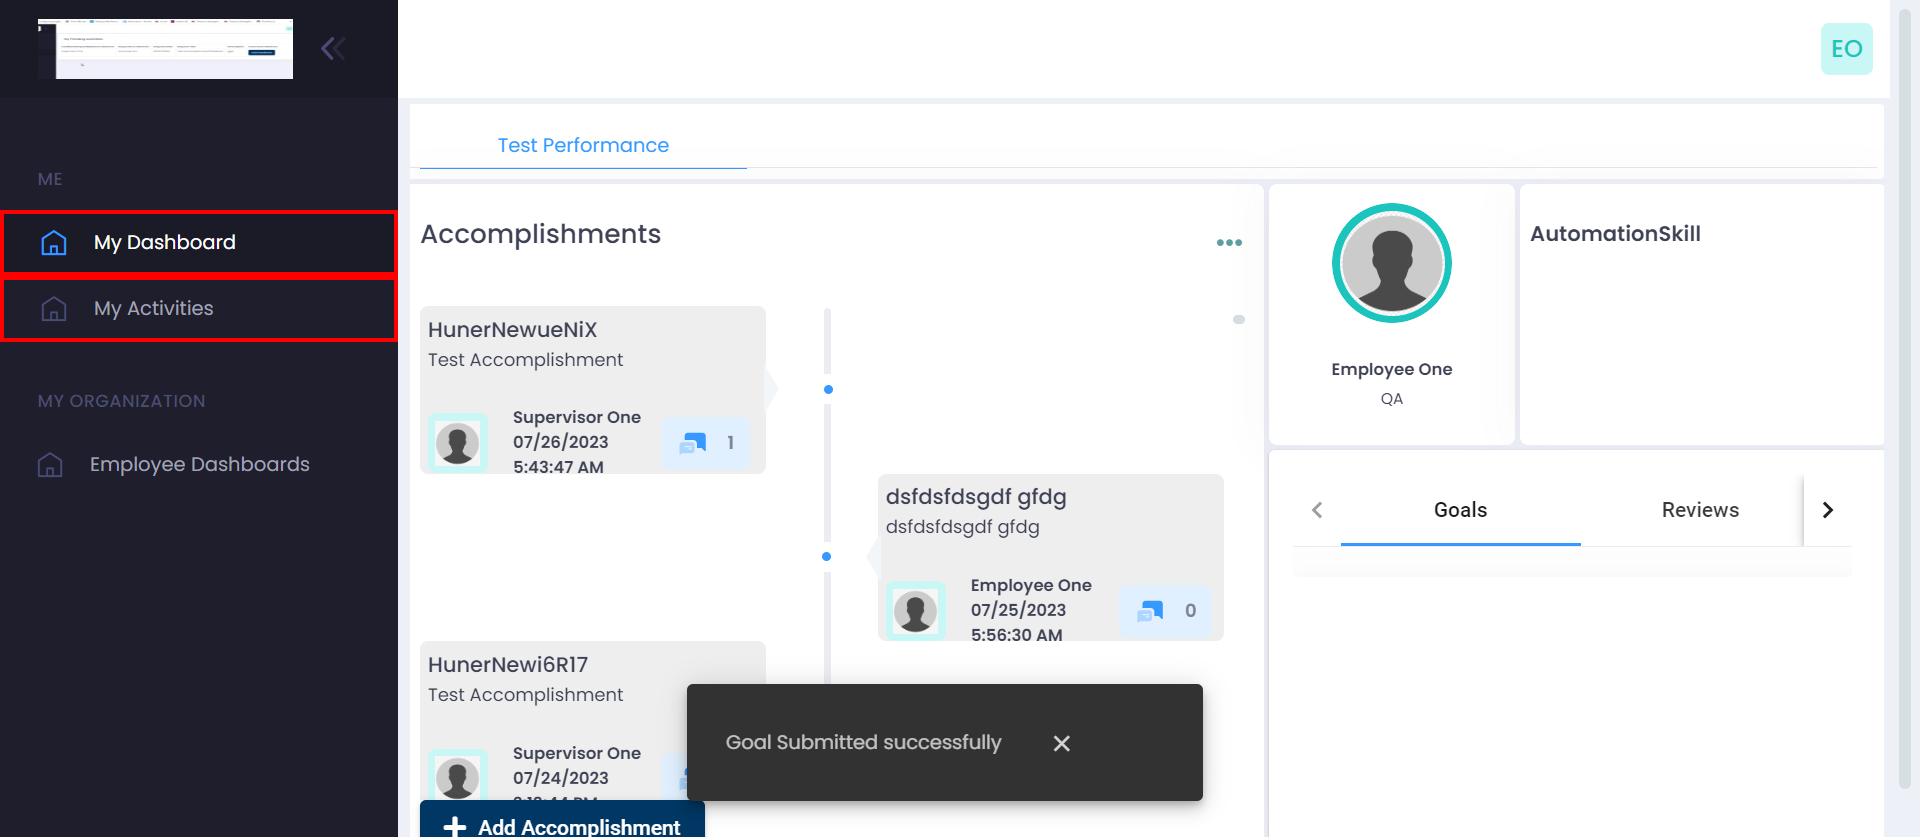 EO
ME
My Dashboard
My Activities
MY ORGANIZATION
Employee Dashboards
Test Performance
Accomplishments
HunerNewueNiX
Test Accomplishment
Supervisor One
07/26/2023
5:43:47 AM
1
dsfdsfdsgdf gfdg
dsfdsfdsgdf gfdg
Employee One
07/25/2023
5:56:30 AM
0
HunerNewi6R17
Test Accomplishment
Supervisor One
07/24/2023
Add Accomplishment
Goal Submitted successfully
Employee One
QA
AutomationSkill
Goals
Reviews